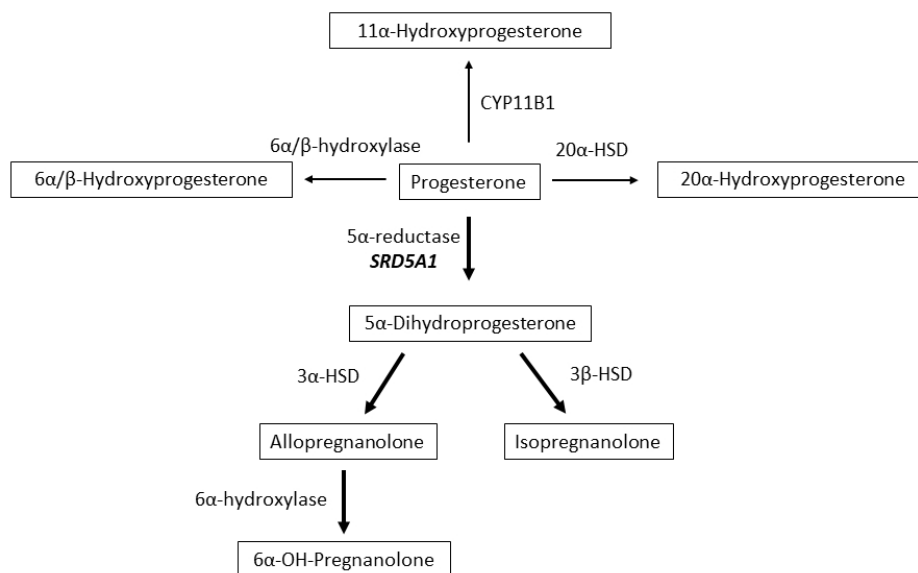 11α-Hydroxyprogesterone
CYP11B1
6α/β-hydroxylase
20α-HSD
6α/β-Hydroxyprogesterone
Progesterone
20α-Hydroxyprogesterone
5α-reductase
SRD5A1
5α-Dihydroprogesterone
3α-HSD
3β-HSD
Allopregnanolone
Isopregnanolone
6α-hydroxylase
6α-OH-Pregnanolone